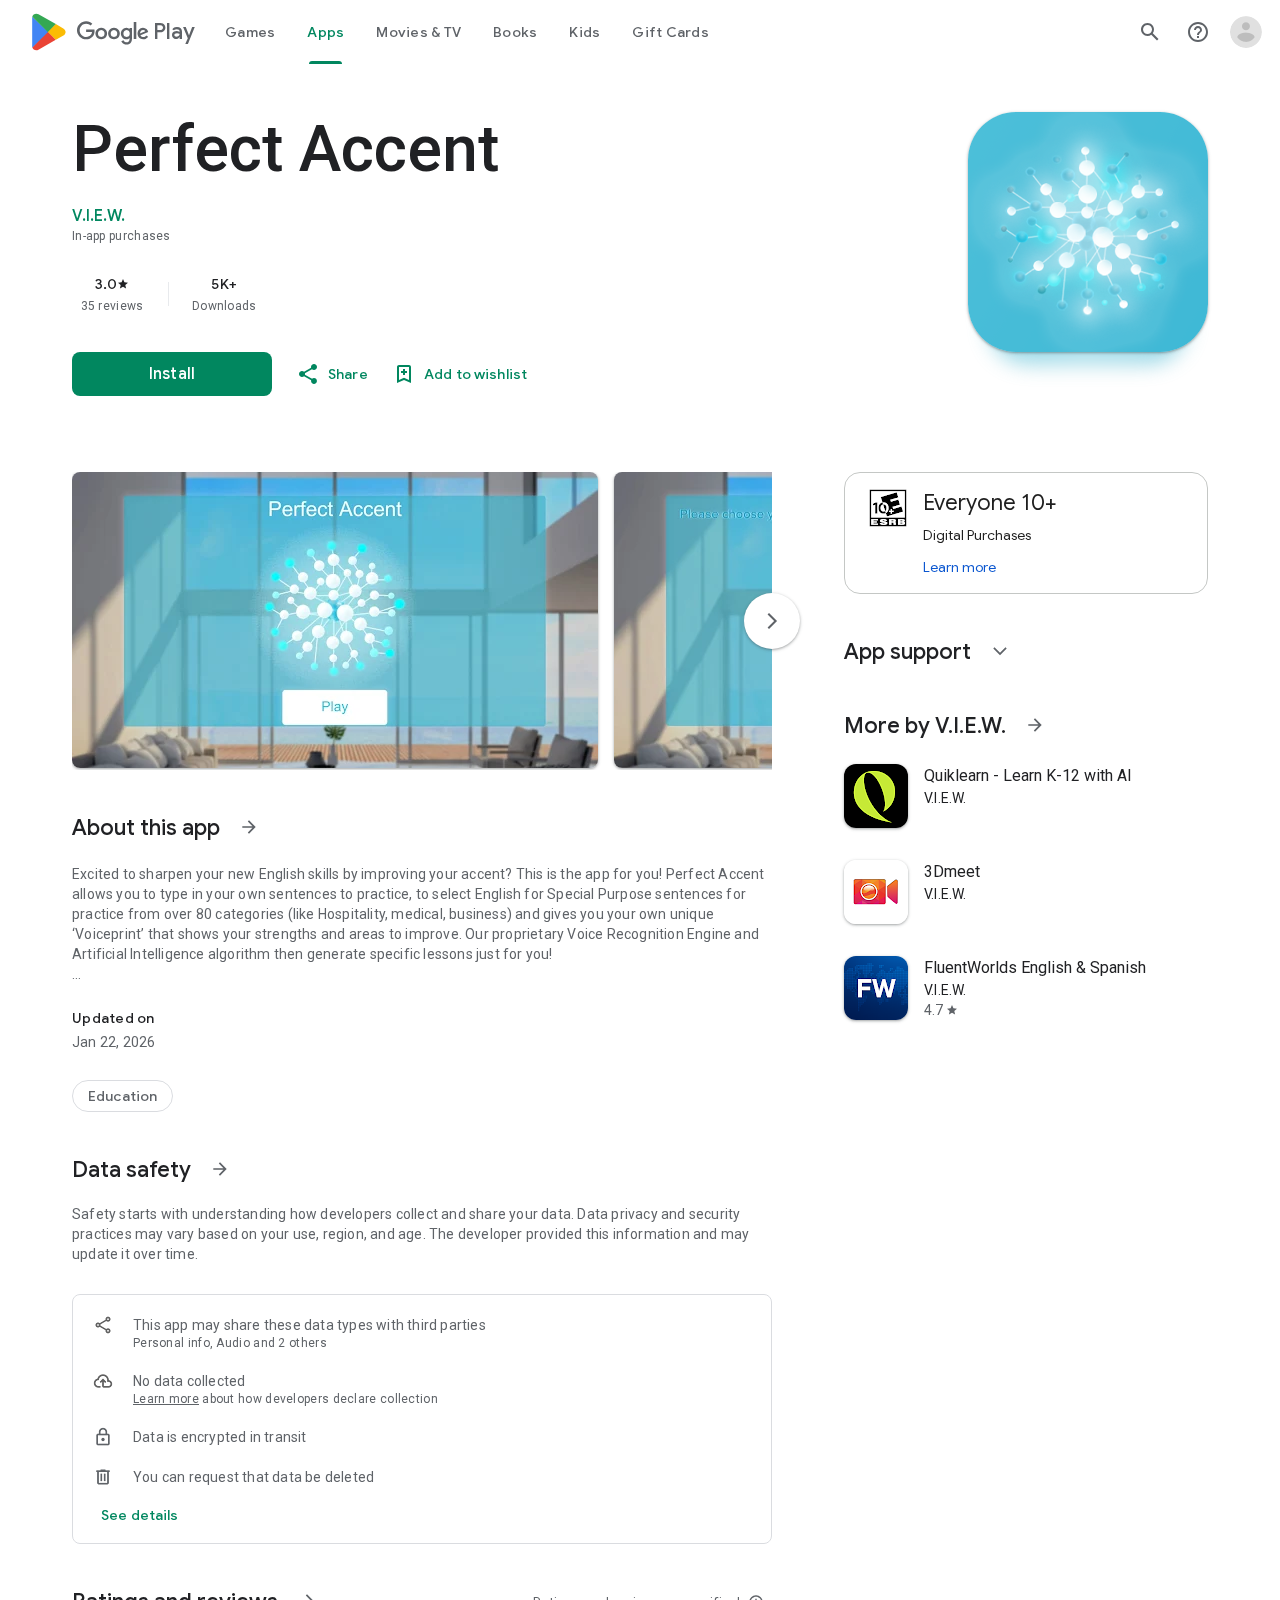 Google Play
Games
Apps
Movies & TV
Books
Kids
Gift Cards
Perfect Accent
V.I.E.W.
In-app purchases
3.0★
35 reviews
5K+
Downloads
Install
Share
Add to wishlist
Perfect Accent
Play
Please choose
Everyone 10+
Digital Purchases
Learn more
App support
More by V.I.E.W.
Quiklearn - Learn K-12 with AI
V.I.E.W.
3Dmeet
V.I.E.W.
FW
FluentWorlds English & Spanish
V.I.E.W.
4.7 ★
About this app
Excited to sharpen your new English skills by improving your accent? This is the app for you! Perfect Accent
allows you to type in your own sentences to practice, to select English for Special Purpose sentences for
practice from over 80 categories (like Hospitality, medical, business) and gives you your own unique
‘Voiceprint’ that shows your strengths and areas to improve. Our proprietary Voice Recognition Engine and
Artificial Intelligence algorithm then generate specific lessons just for you!
...
Updated on
Jan 22, 2026
Education
Data safety
Safety starts with understanding how developers collect and share your data. Data privacy and security
practices may vary based on your use, region, and age. The developer provided this information and may
update it over time.
This app may share these data types with third parties
Personal info, Audio and 2 others
No data collected
Learn more about how developers declare collection
Data is encrypted in transit
You can request that data be deleted
See details
Ratings and reviews